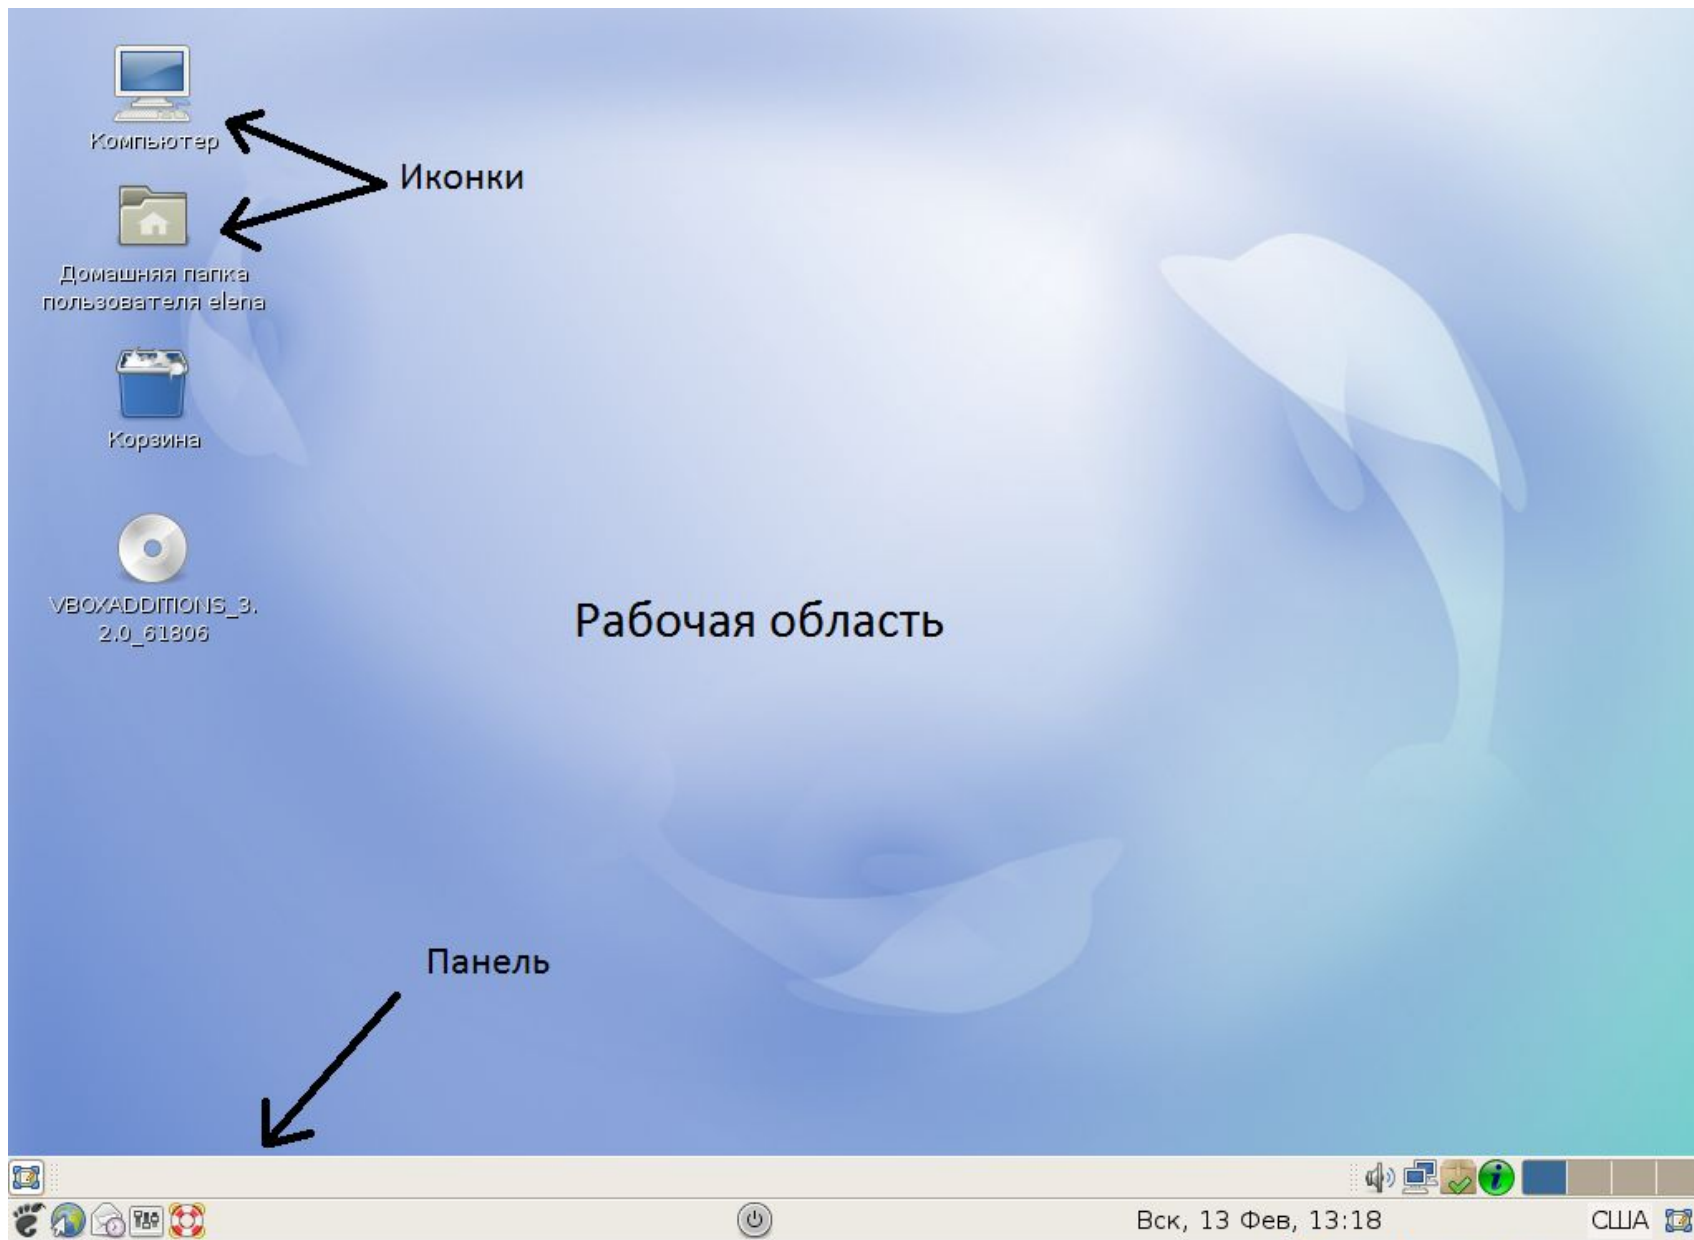 Компьютер
Иконки
Домашняя папка
пользователя elena
Корзина
VBOXADDITIONS_3.
2.0_61806
Рабочая область
Панель
Вск, 13 Фев, 13:18
США